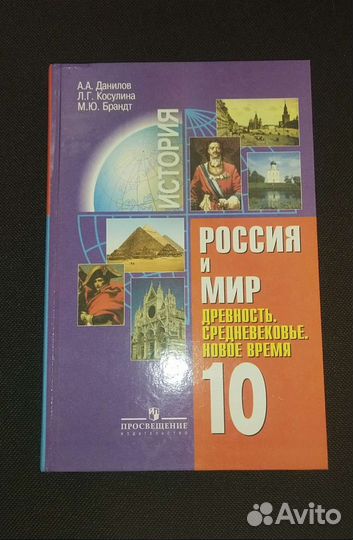 А.А. Данилов
Л.Г. Косулина
М.Ю. Брандт
ИСТОРИЯ
РОССИЯ
и
МИР
ДРЕВНОСТЬ.
СРЕДНЕВЕКОВЬЕ.
НОВОЕ ВРЕМЯ
10
ПРОСВЕЩЕНИЕ
ИЗДАТЕЛЬСТВО
Avito